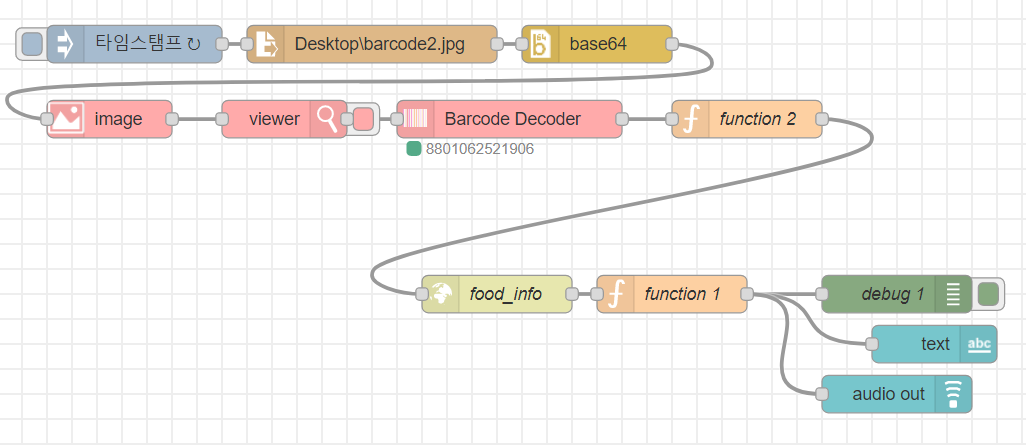 타임스탬프 ↻
Desktop\barcode2.jpg
base64
image
viewer
Barcode Decoder
function 2
8801062521906
food_info
function 1
debug 1
text
abc
audio out